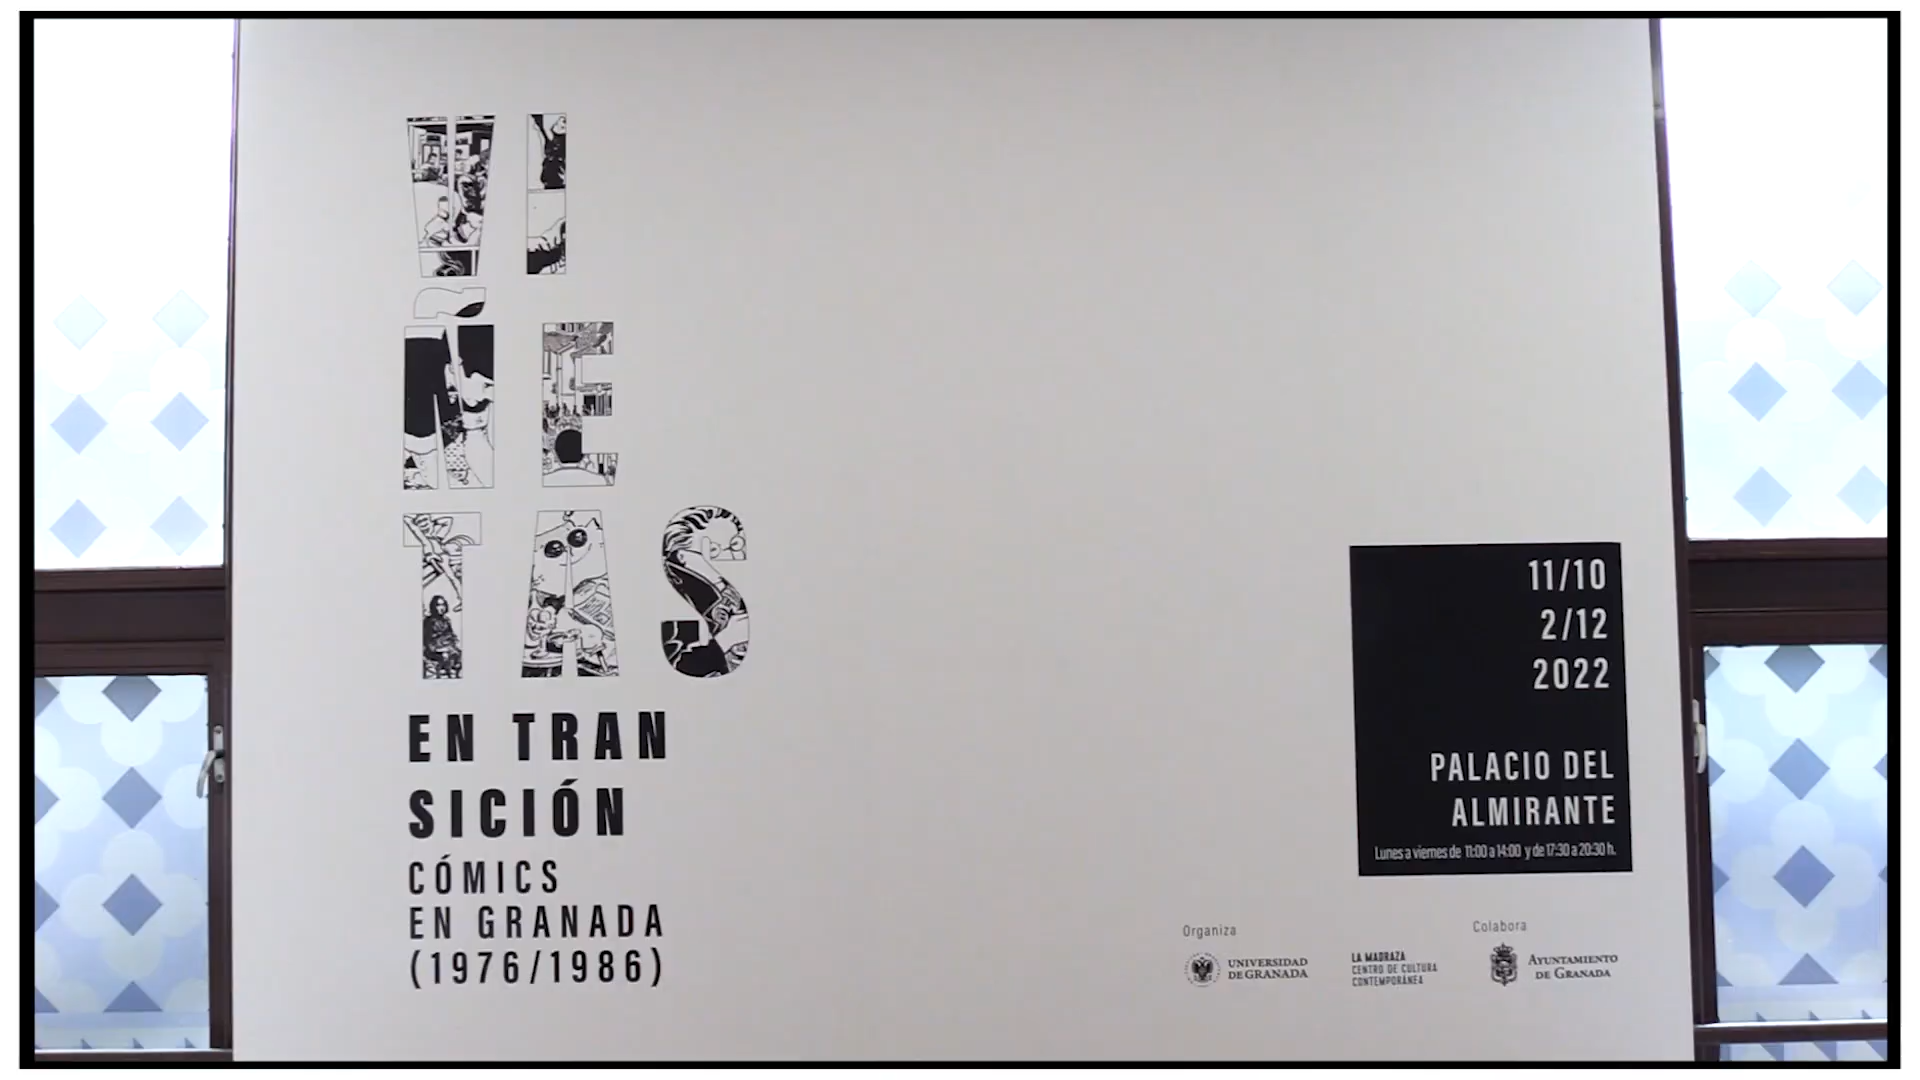 VI
ÑE
TAS
EN TRAN
SICIÓN
CÓMICS
EN GRANADA
(1976/1986)
11/10
2/12
2022
PALACIO DEL
ALMIRANTE
Lunes a viernes de 11:00 a 14:00 y de 17:30 a 20:30 h.
Organiza
UNIVERSIDAD
DE GRANADA
LA MADRAZA
CENTRO DE CULTURA
CONTEMPORÁNEA
Colabora
AYUNTAMIENTO
DE GRANADA